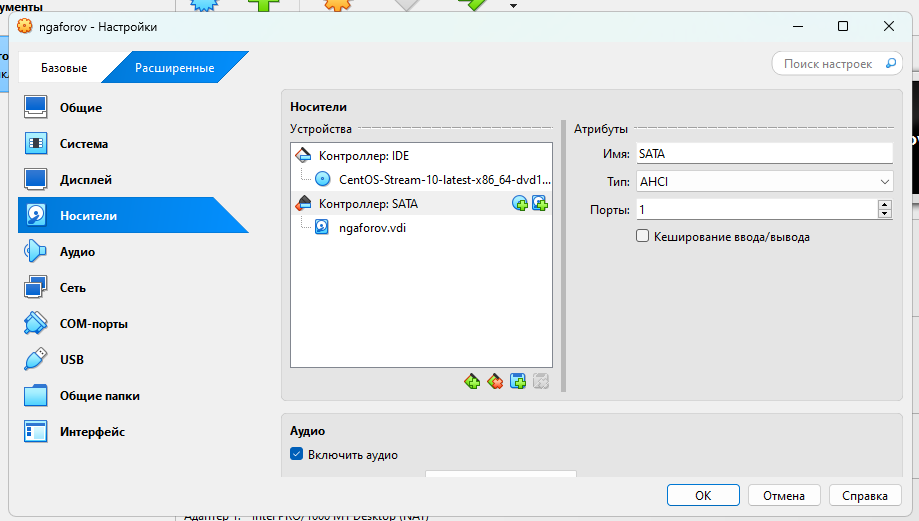 ngaforov - Настройки
Базовые
Расширенные
Поиск настроек
Общие
Система
Дисплей
Носители
Аудио
Сеть
COM-порты
USB
Общие папки
Интерфейс
Носители
Устройства
Контроллер: IDE
CentOS-Stream-10-latest-x86_64-dvd1...
Контроллер: SATA
ngaforov.vdi
Атрибуты
Имя: SATA
Тип: AHCI
Порты: 1
Кеширование ввода/вывода
Аудио
Включить аудио
OK
Отмена
Справка